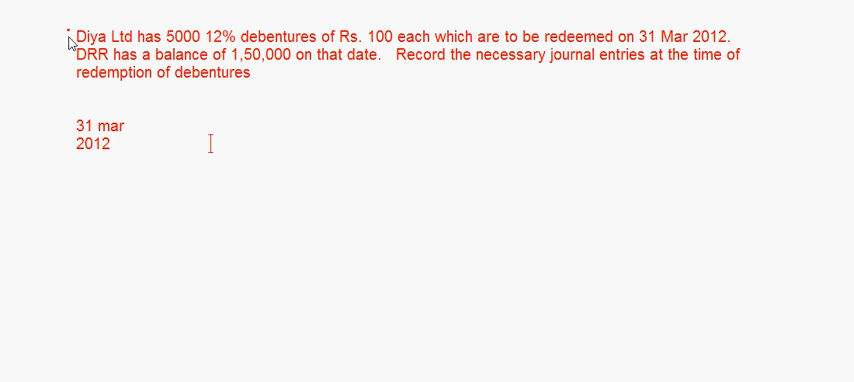 Diya Ltd has 5000 12% debentures of Rs. 100 each which are to be redeemed on 31 Mar 2012.
DRR has a balance of 1,50,000 on that date. Record the necessary journal entries at the time of
redemption of debentures
31 mar
2012